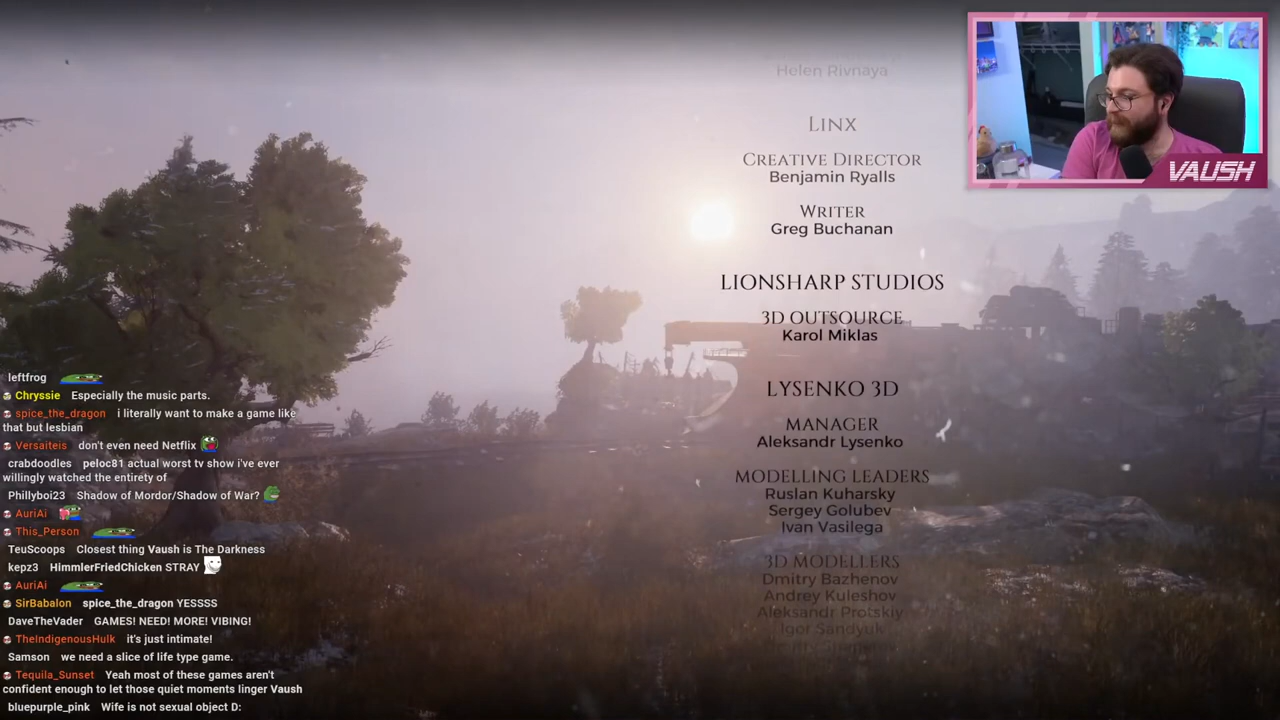 Helen Rivnaya
LINX
CREATIVE DIRECTOR
Benjamin Ryalls
WRITER
Greg Buchanan
LIONSHARP STUDIOS
3D OUTSOURCE
Karol Miklas
LYSENKO 3D
MANAGER
Aleksandr Lysenko
MODELLING LEADERS
Ruslan Kuharsky
Sergey Golubev
Ivan Vasilega
3D MODELLERS
Dmitry Bazhenov
Andrey Kuleshov
Aleksandr Protskiy
Igor Sandyuk
VAUSH
leftfrog
Chryssie Especially the music parts.
spice_the_dragon i literally want to make a game like
that but lesbian
Versaiteis don't even need Netflix
crabdoodles peloc81 actual worst tv show i've ever
willingly watched the entirety of
Phillyboi23 Shadow of Mordor/Shadow of War?
AuriAi
This_Person
TeuScoops Closest thing Vaush is The Darkness
kepz3 HimmlerFriedChicken STRAY
AuriAi
SirBabalon spice_the_dragon YESSSS
DaveTheVader GAMES! NEED! MORE! VIBING!
TheIndigenousHulk it's just intimate!
Samson we need a slice of life type game.
Tequila_Sunset Yeah most of these games aren't
confident enough to let those quiet moments linger Vaush
bluepurple_pink Wife is not sexual object D: